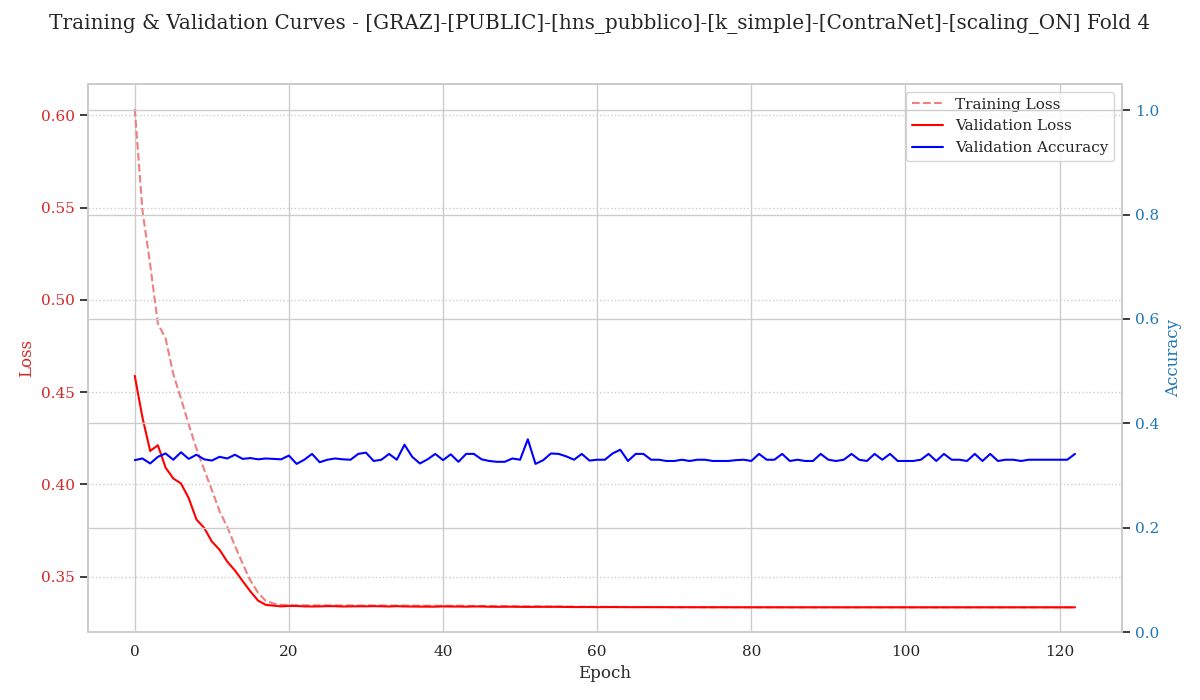 Training & Validation Curves - [GRAZ]-[PUBLIC]-[hns_pubblico]-[k_simple]-[ContraNet]-[scaling_ON] Fold 4
Training Loss
Validation Loss
Validation Accuracy
0.60
0.55
0.50
0.45
0.40
0.35
Loss
1.0
0.8
0.6
0.4
0.2
0.0
Accuracy
0
20
40
60
80
100
120
Epoch